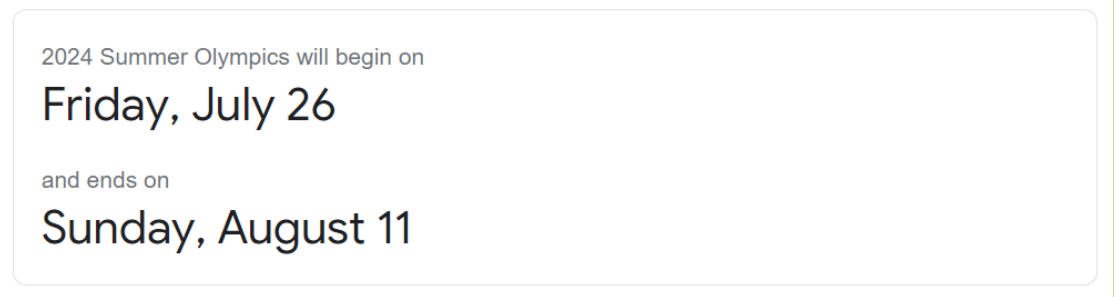 2024 Summer Olympics will begin on
Friday, July 26
and ends on
Sunday, August 11